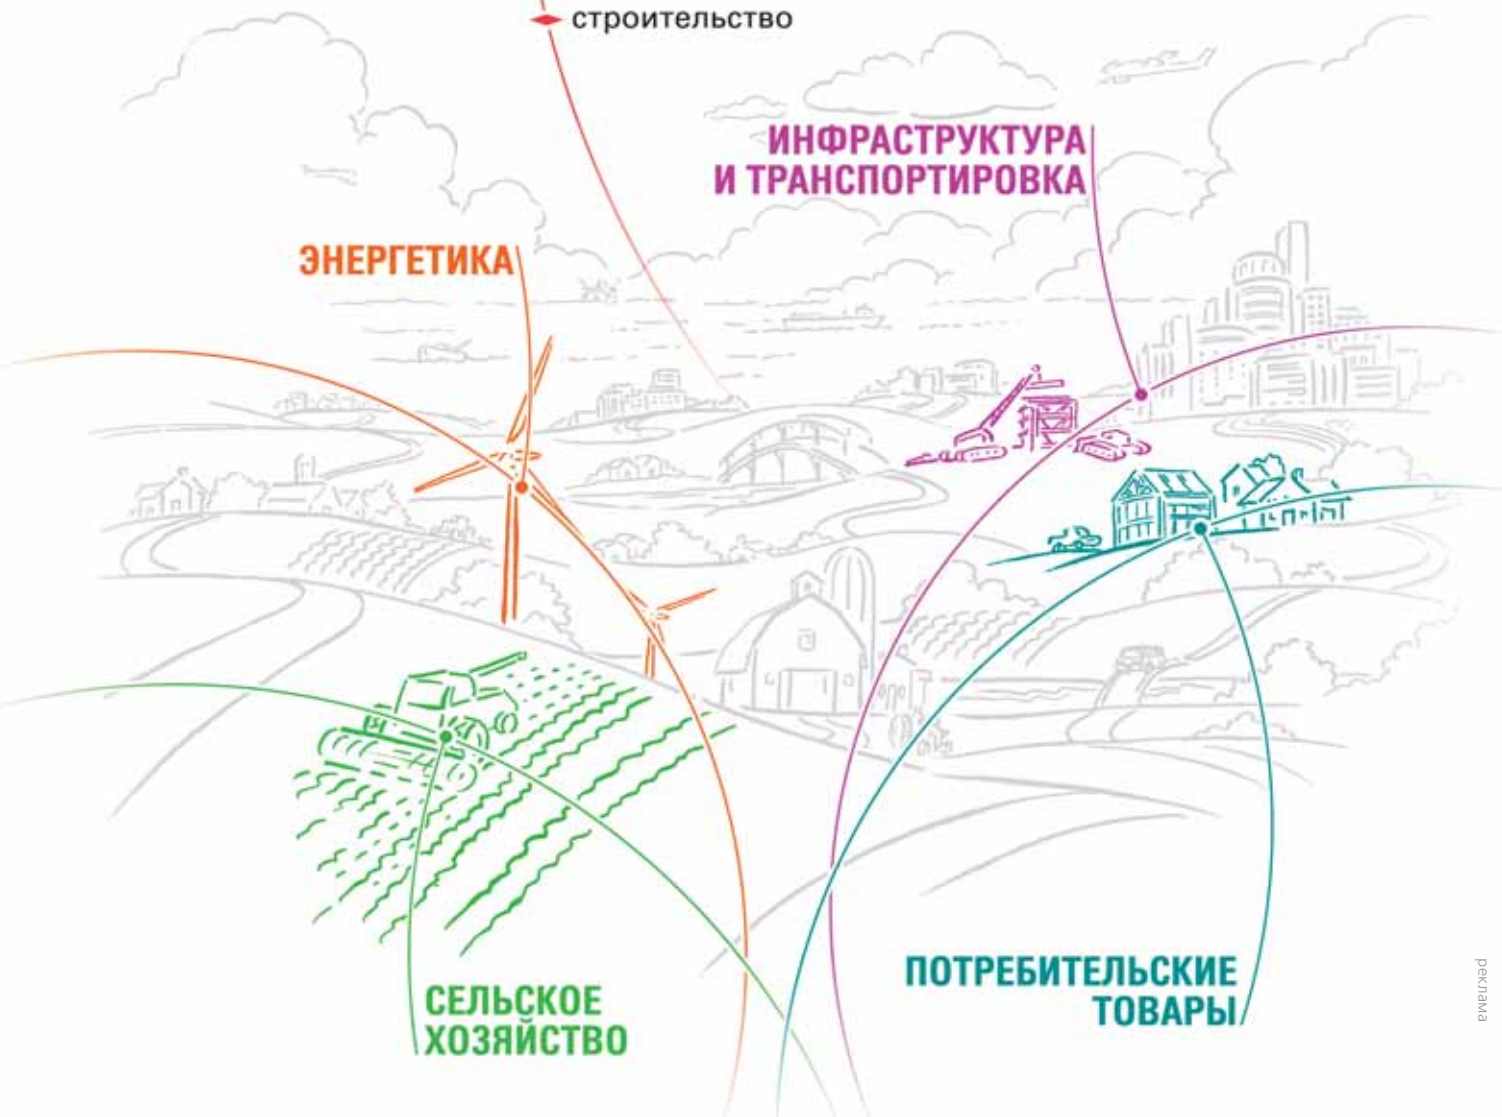 строительство
ИНФРАСТРУКТУРА
И ТРАНСПОРТИРОВКА
ЭНЕРГЕТИКА
ПОТРЕБИТЕЛЬСКИЕ
ТОВАРЫ
СЕЛЬСКОЕ
ХОЗЯЙСТВО
реклама